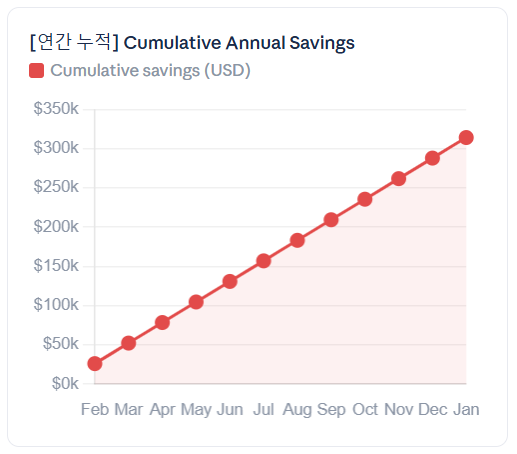 [연간 누적] Cumulative Annual Savings
Cumulative savings (USD)
$350k
$300k
$250k
$200k
$150k
$100k
$50k
$0k
Feb Mar Apr May Jun Jul Aug Sep Oct Nov Dec Jan